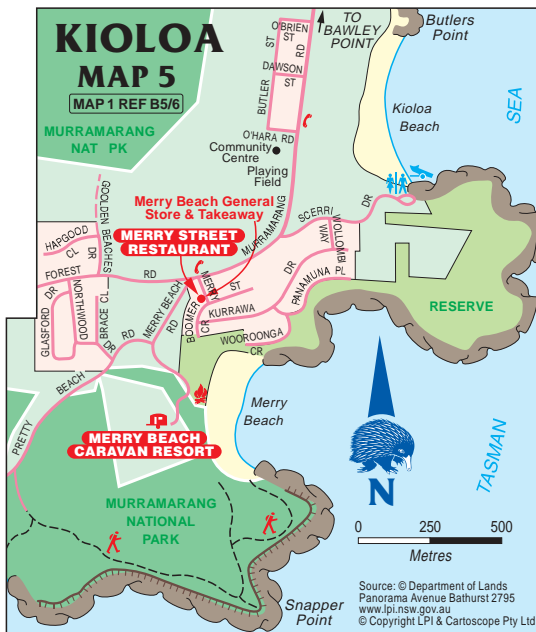 KIOLOA
MAP 5
MAP 1 REF B5/6
TO
BAWLEY
POINT
Butlers
Point
O'BRIEN
ST
ST
RD
DAWSON
ST
BUTLER
Kioloa
Beach
SEA
MURRAMARANG
NAT PK
O'HARA RD
Community
Centre
Playing
Field
Merry Beach General
Store & Takeaway
MERRY STREET
RESTAURANT
MURRAMARANG
SCERRI
DR
WOLLOMBI
WAY
GOOLDEN BEACHES
DR
HAPGOOD
CL
FOREST
RD
DR
GLASFORD
NORTHWOOD
BRACE CL
DR
RD
MERRY BEACH
RD
BOOMER
CR
MERRY
ST
KURRAWA
DR
PANAMUNA PL
WOOROONGA
CR
RESERVE
PRETTY
BEACH
Merry
Beach
MERRY BEACH
CARAVAN RESORT
MURRAMARANG
NATIONAL
PARK
TASMAN
N
0 250 500
Metres
Snapper
Point
Source: © Department of Lands
Panorama Avenue Bathurst 2795
www.lpi.nsw.gov.au
© Copyright LPI & Cartoscope Pty Ltd